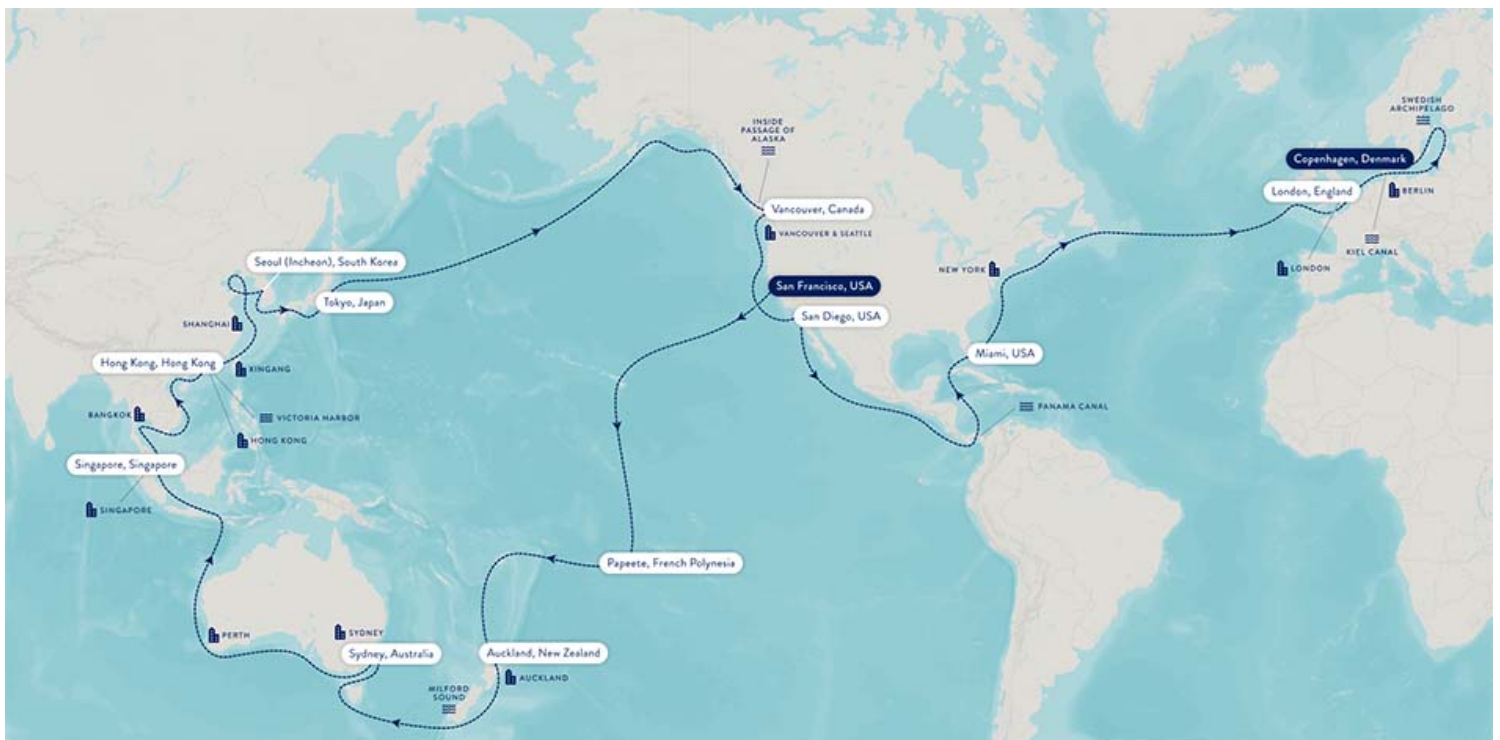 SWEDISH
ARCHIPELAGO
INSIDE
PASSAGE OF
ALASKA
Copenhagen, Denmark
London, England
BERLIN
Vancouver, Canada
VANCOUVER & SEATTLE
KIEL CANAL
Seoul (Incheon), South Korea
NEW YORK
LONDON
San Francisco, USA
Tokyo, Japan
San Diego, USA
SHANGHAI
Miami, USA
Hong Kong, Hong Kong
XINGANG
PANAMA CANAL
BANGKOK
VICTORIA HARBOR
HONG KONG
Singapore, Singapore
SINGAPORE
Papeete, French Polynesia
PERTH
SYDNEY
Sydney, Australia
Auckland, New Zealand
AUCKLAND
MILFORD
SOUND